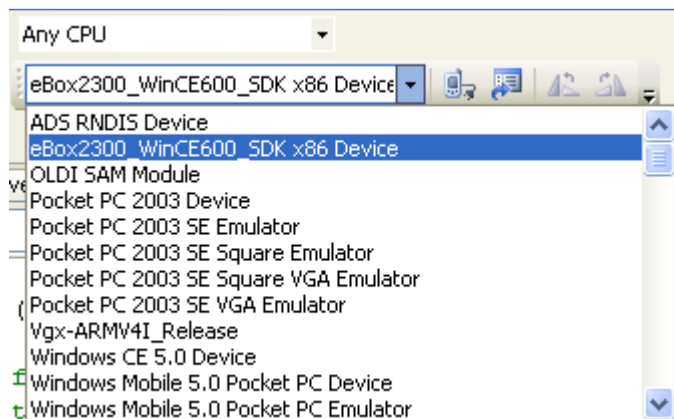 Any CPU
eBox2300_WinCE600_SDK x86 Device
ADS RNDIS Device
eBox2300_WinCE600_SDK x86 Device
OLDI SAM Module
Pocket PC 2003 Device
Pocket PC 2003 SE Emulator
Pocket PC 2003 SE Square Emulator
Pocket PC 2003 SE Square VGA Emulator
Pocket PC 2003 SE VGA Emulator
Vgx-ARMV4I_Release
Windows CE 5.0 Device
Windows Mobile 5.0 Pocket PC Device
Windows Mobile 5.0 Pocket PC Emulator